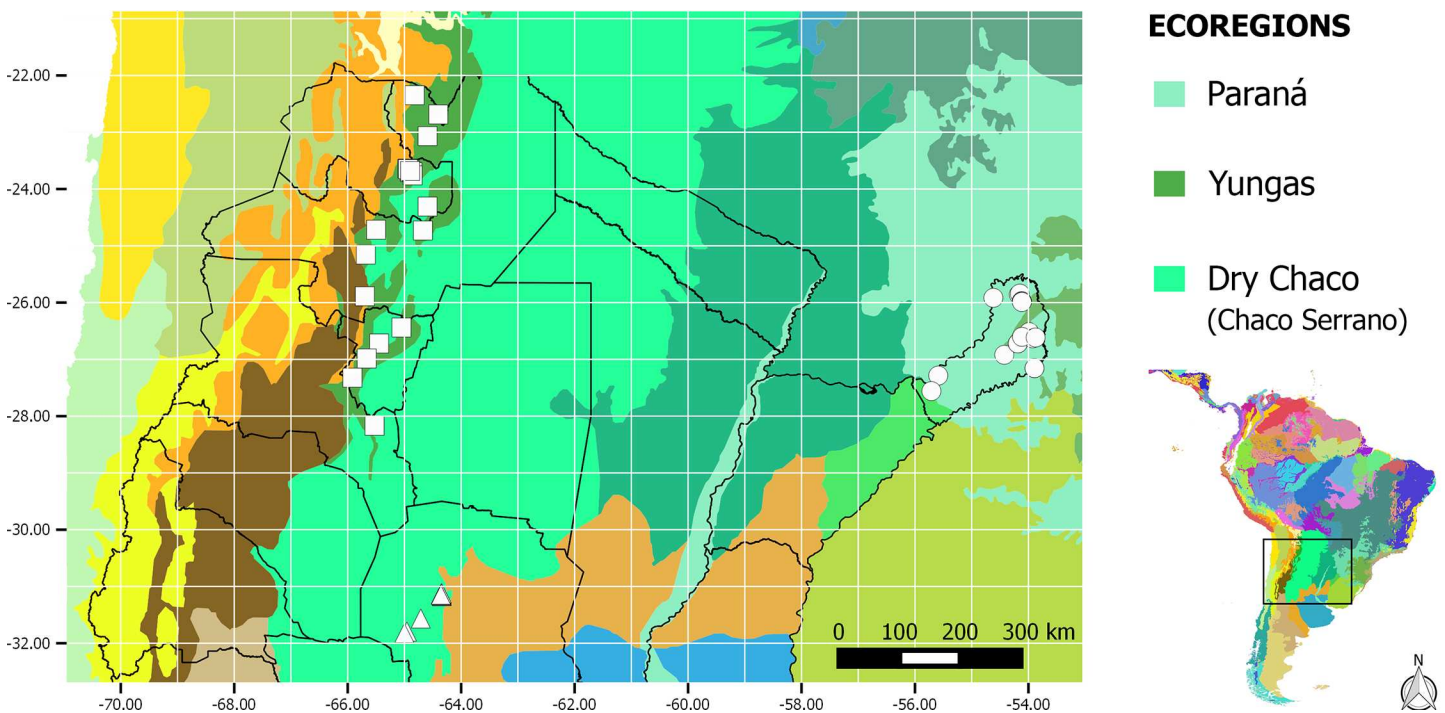 ECOREGIONS
Paraná
Yungas
Dry Chaco
(Chaco Serrano)
-22.00
-24.00
-26.00
-28.00
-30.00
-32.00
0 100 200 300 km
-70.00 -68.00 -66.00 -64.00 -62.00 -60.00 -58.00 -56.00 -54.00
N